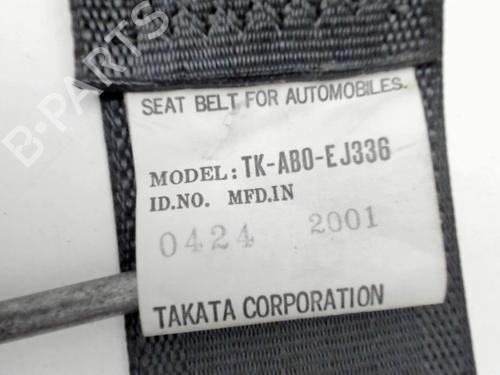 B-PARTS
SEAT BELT FOR AUTOMOBILES.
MODEL: TK-AB0-EJ336
ID.NO. MFD.IN
0424 2001
TAKATA CORPORATION